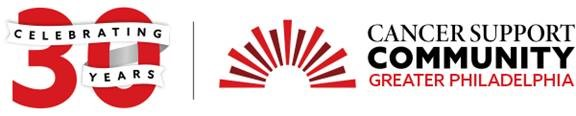 30
CELEBRATING
YEARS
CANCER SUPPORT
COMMUNITY
GREATER PHILADELPHIA